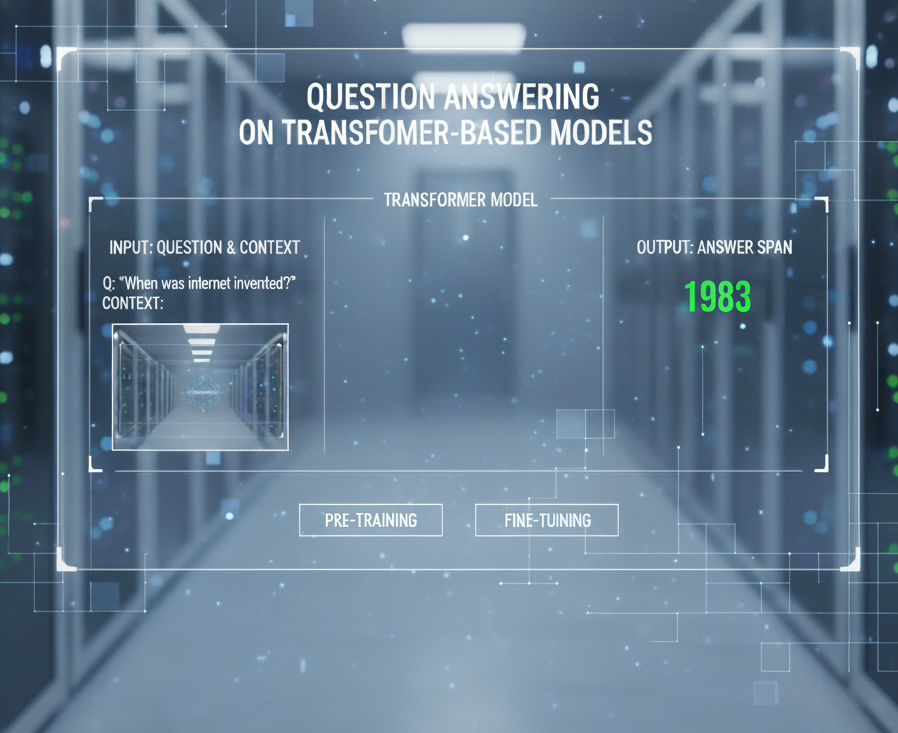 QUESTION ANSWERING
ON TRANSFOMER-BASED MODELS
TRANSFORMER MODEL
INPUT: QUESTION & CONTEXT
Q: "When was internet invented?"
CONTEXT:
OUTPUT: ANSWER SPAN
1983
PRE-TRAINING
FINE-TUINING